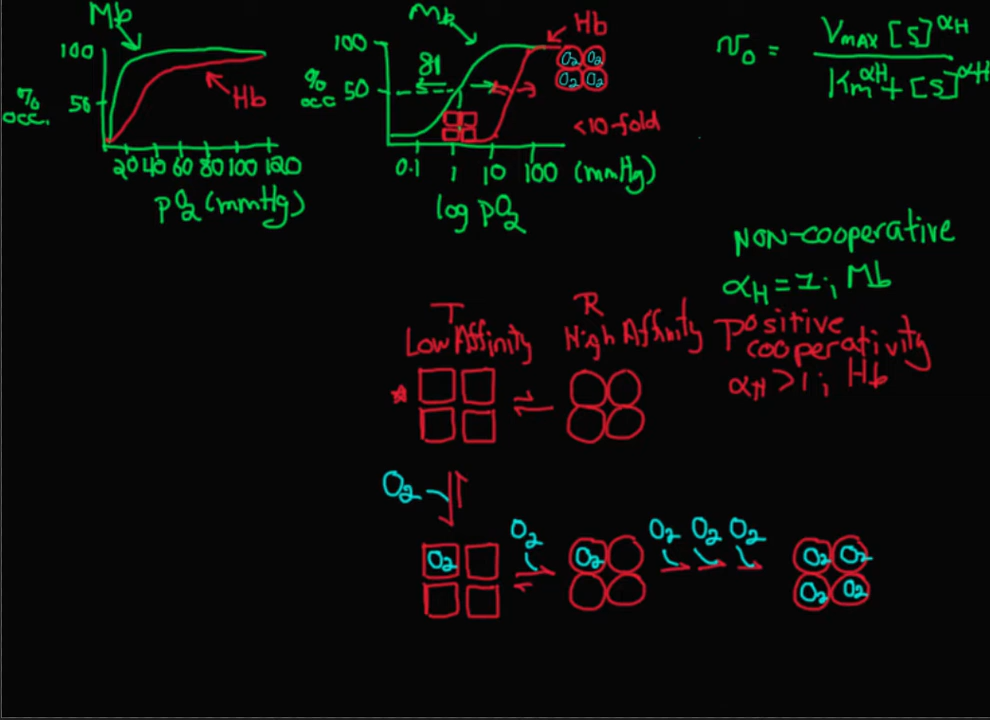 Mb
100
50
% occ.
Hb
20 40 60 80 100 120
pO2 (mmHg)
Mb
Hb
100
81
% occ 50
O2 O2
O2 O2
<10-fold
0.1 1 10 100 (mmHg)
log pO2
v0 = VMAX [S]^αH
Km^αH + [S]^αH
NON-cooperative
αH = 1; Mb
Positive
cooperativity
αH > 1; Hb
T
Low Affinity
R
High Affinity
O2
O2
O2
O2
O2 O2 O2
O2 O2
O2 O2